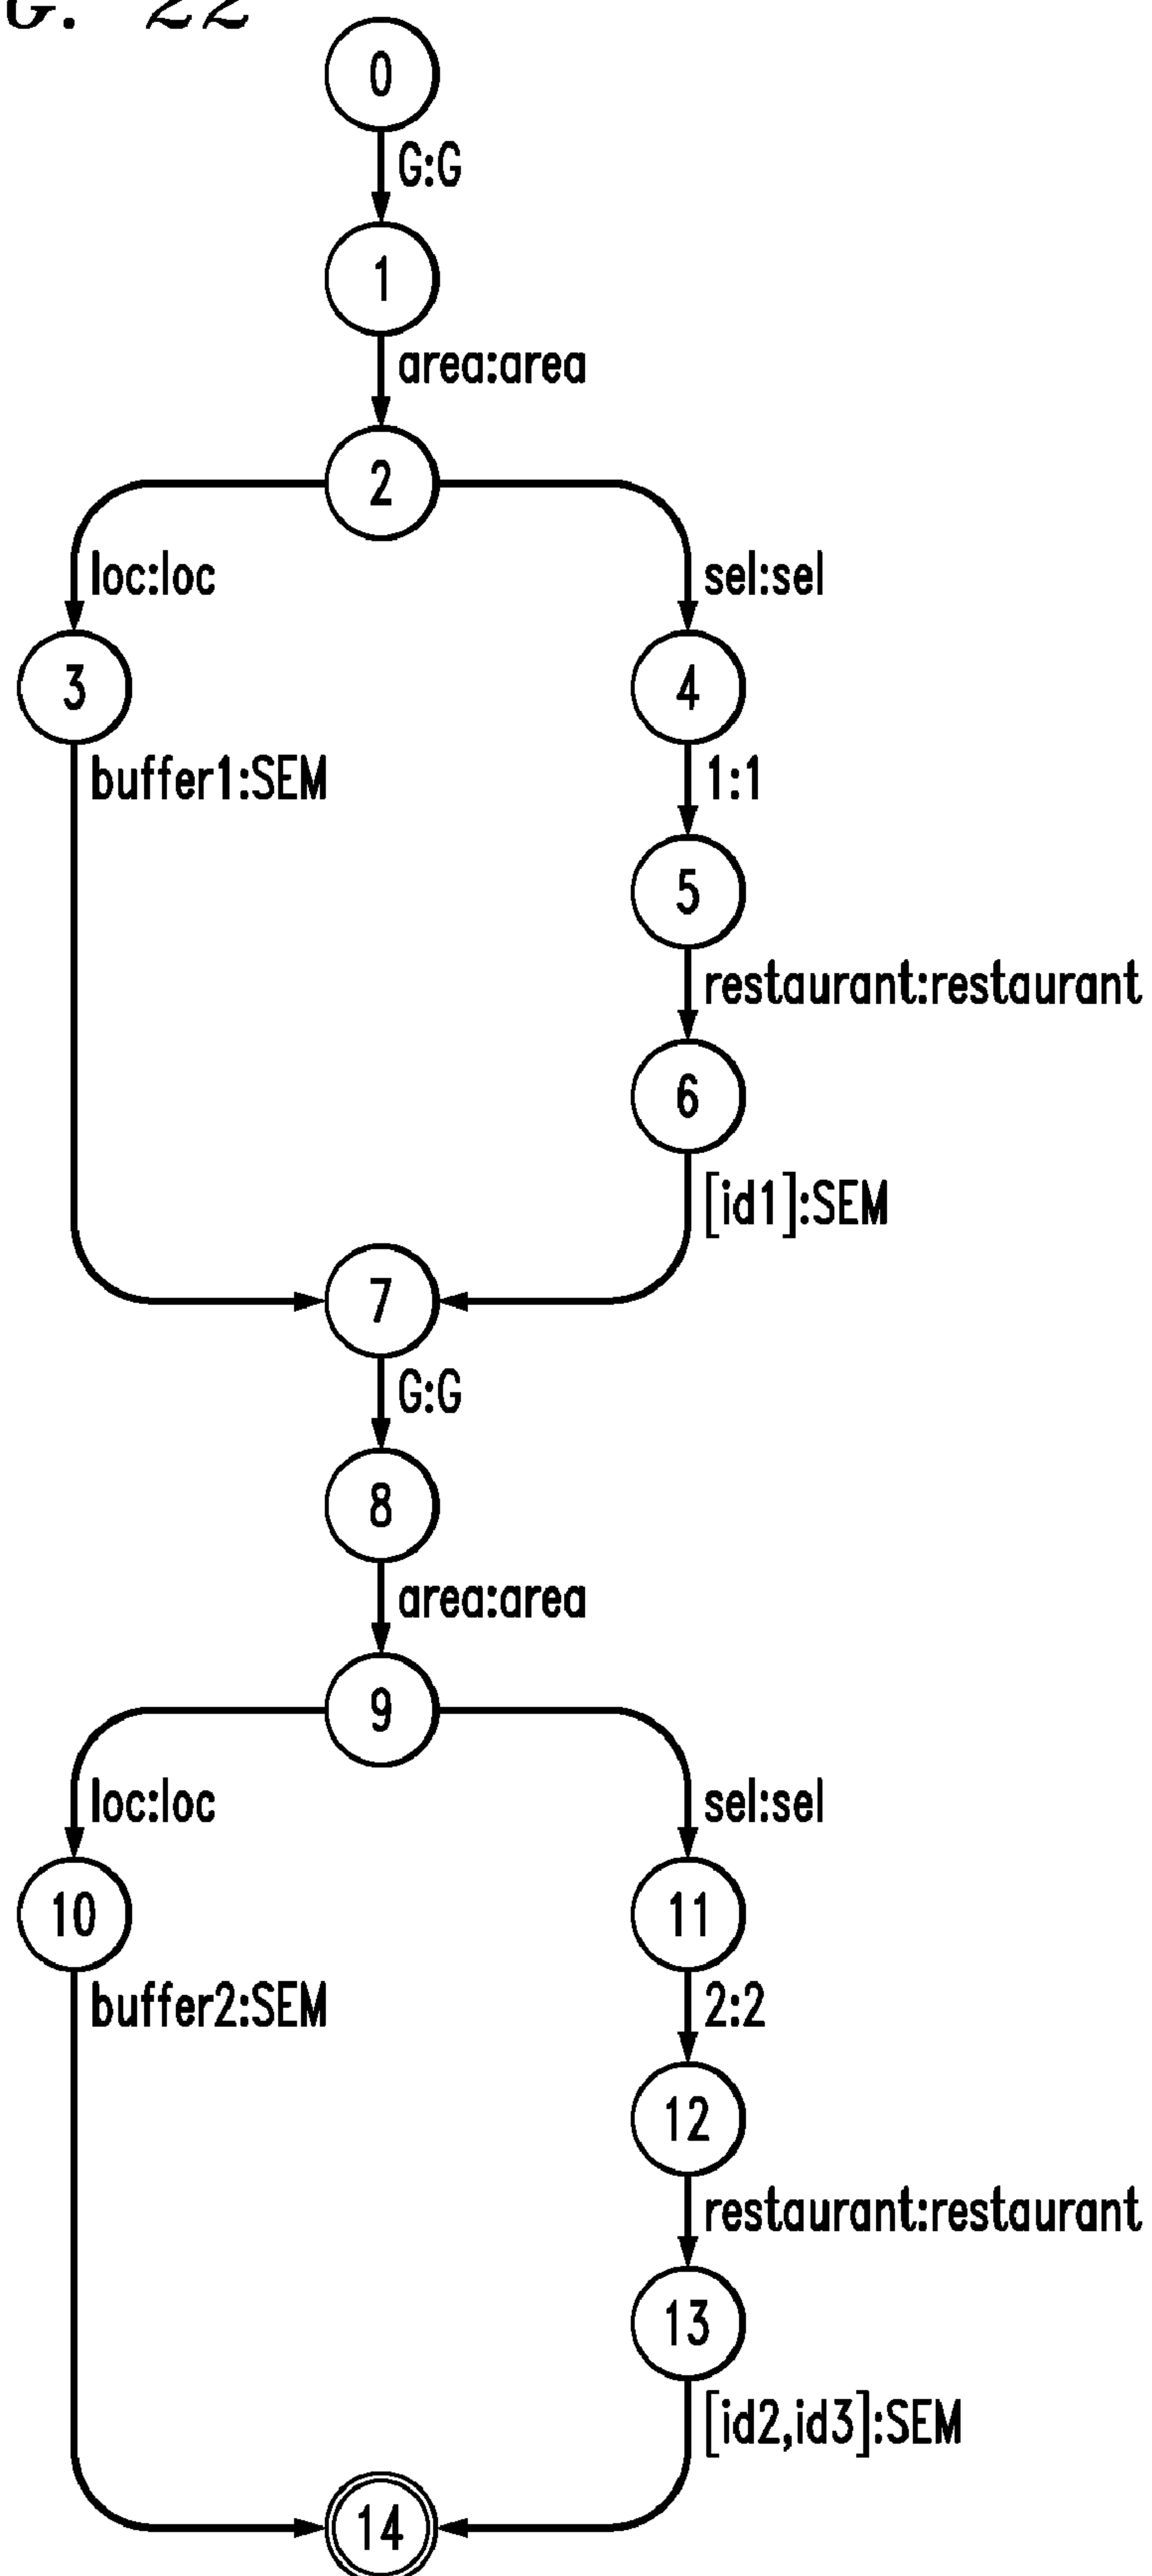 G. 22
0
G:G
1
area:area
2
loc:loc
sel:sel
3
4
buffer1:SEM
1:1
5
restaurant:restaurant
6
[id1]:SEM
7
G:G
8
area:area
9
loc:loc
sel:sel
10
11
buffer2:SEM
2:2
12
restaurant:restaurant
13
[id2,id3]:SEM
14